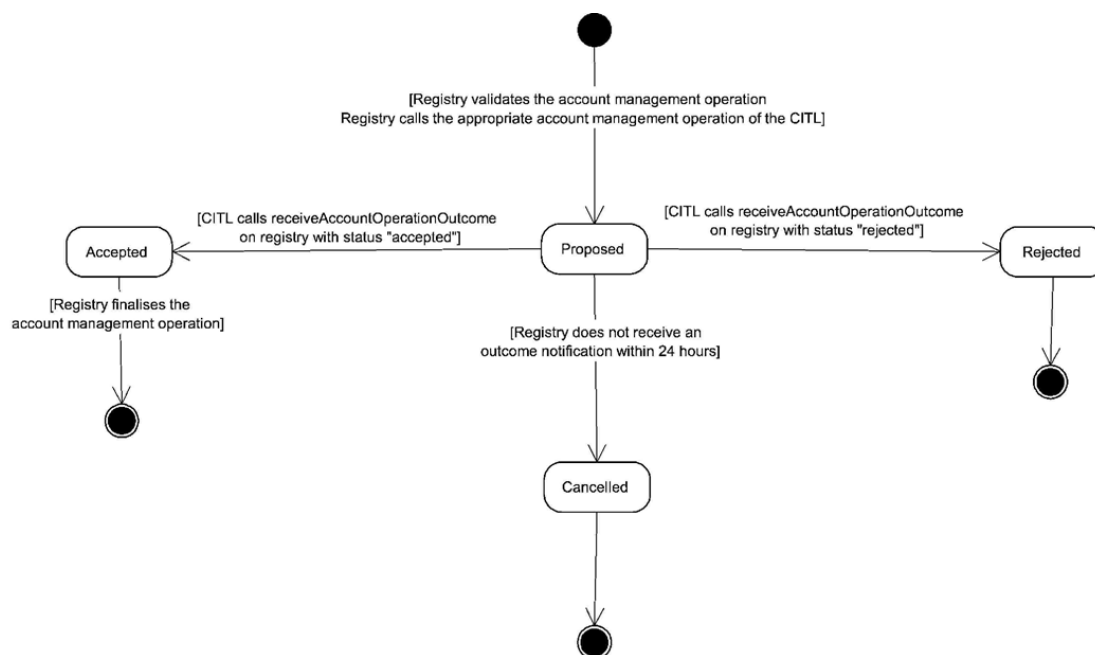 [Registry validates the account management operation
Registry calls the appropriate account management operation of the CITL]
[CITL calls receiveAccountOperationOutcome
on registry with status "accepted"]
[CITL calls receiveAccountOperationOutcome
on registry with status "rejected"]
Accepted
Proposed
Rejected
[Registry finalises the
account management operation]
[Registry does not receive an
outcome notification within 24 hours]
Cancelled